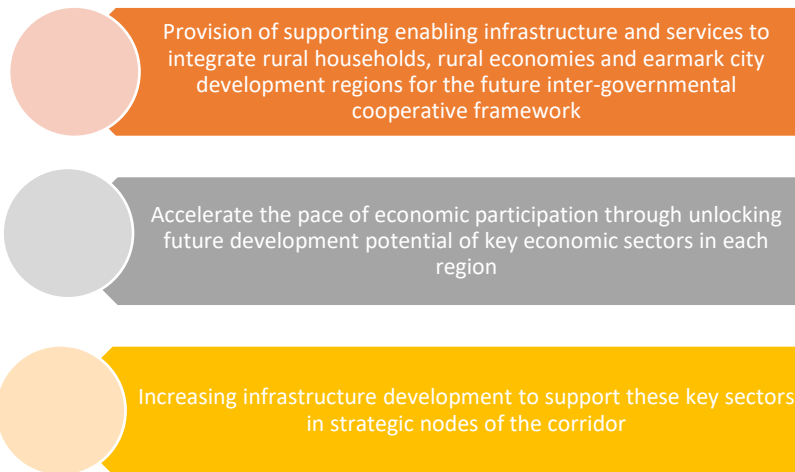 Provision of supporting enabling infrastructure and services to
integrate rural households, rural economies and earmark city
development regions for the future inter-governmental
cooperative framework
Accelerate the pace of economic participation through unlocking
future development potential of key economic sectors in each
region
Increasing infrastructure development to support these key sectors
in strategic nodes of the corridor